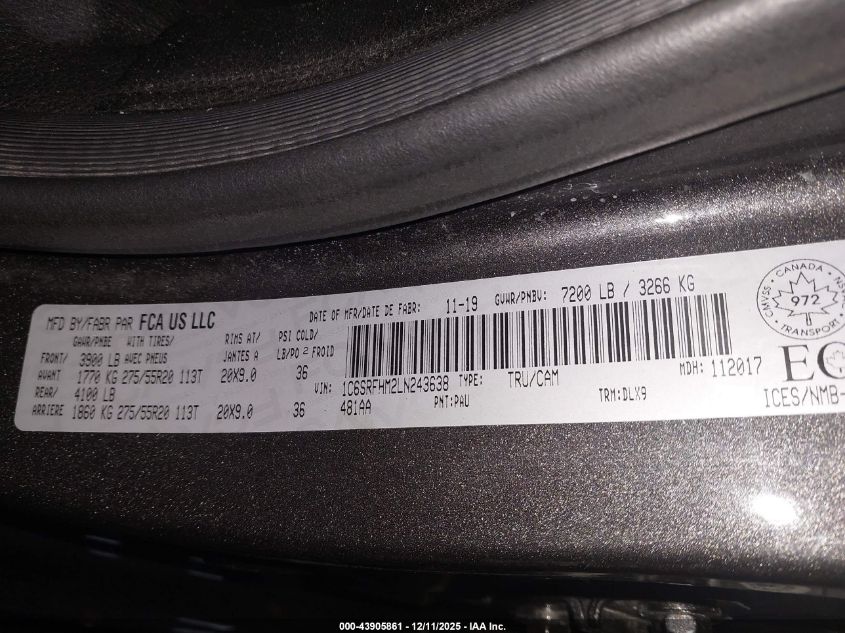 MFD BY/FABR PAR FCA US LLC
DATE OF MFR/DATE DE FABR: 11-19 GVWR/PNBV: 7200 LB / 3266 KG
GAWR/PNBE WITH TIRES/ RIMS AT/ PSI COLD/
FRONT/ 3900 LB AVEC PNEUS JANTES A LB/PO 2 FROID
AVANT 1770 KG 275/55R20 113T 20X9.0 36
REAR/ 4100 LB
ARRIERE 1860 KG 275/55R20 113T 20X9.0 36
VIN: 1C6SRFHM2LN243638 TYPE: TRU/CAM MDH: 112017
481AA PNT:PAU TRM:DLX9
CMVSS CANADA
972
TRANSPORT
ICES/NMB-
000-43905861 - 12/11/2025 - IAA Inc.